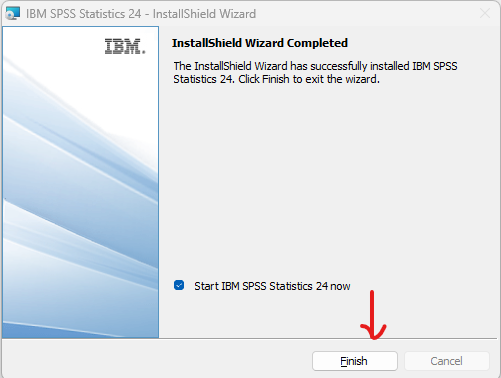 IBM SPSS Statistics 24 - InstallShield Wizard
IBM.
InstallShield Wizard Completed
The InstallShield Wizard has successfully installed IBM SPSS
Statistics 24. Click Finish to exit the wizard.
Start IBM SPSS Statistics 24 now
Finish
Cancel